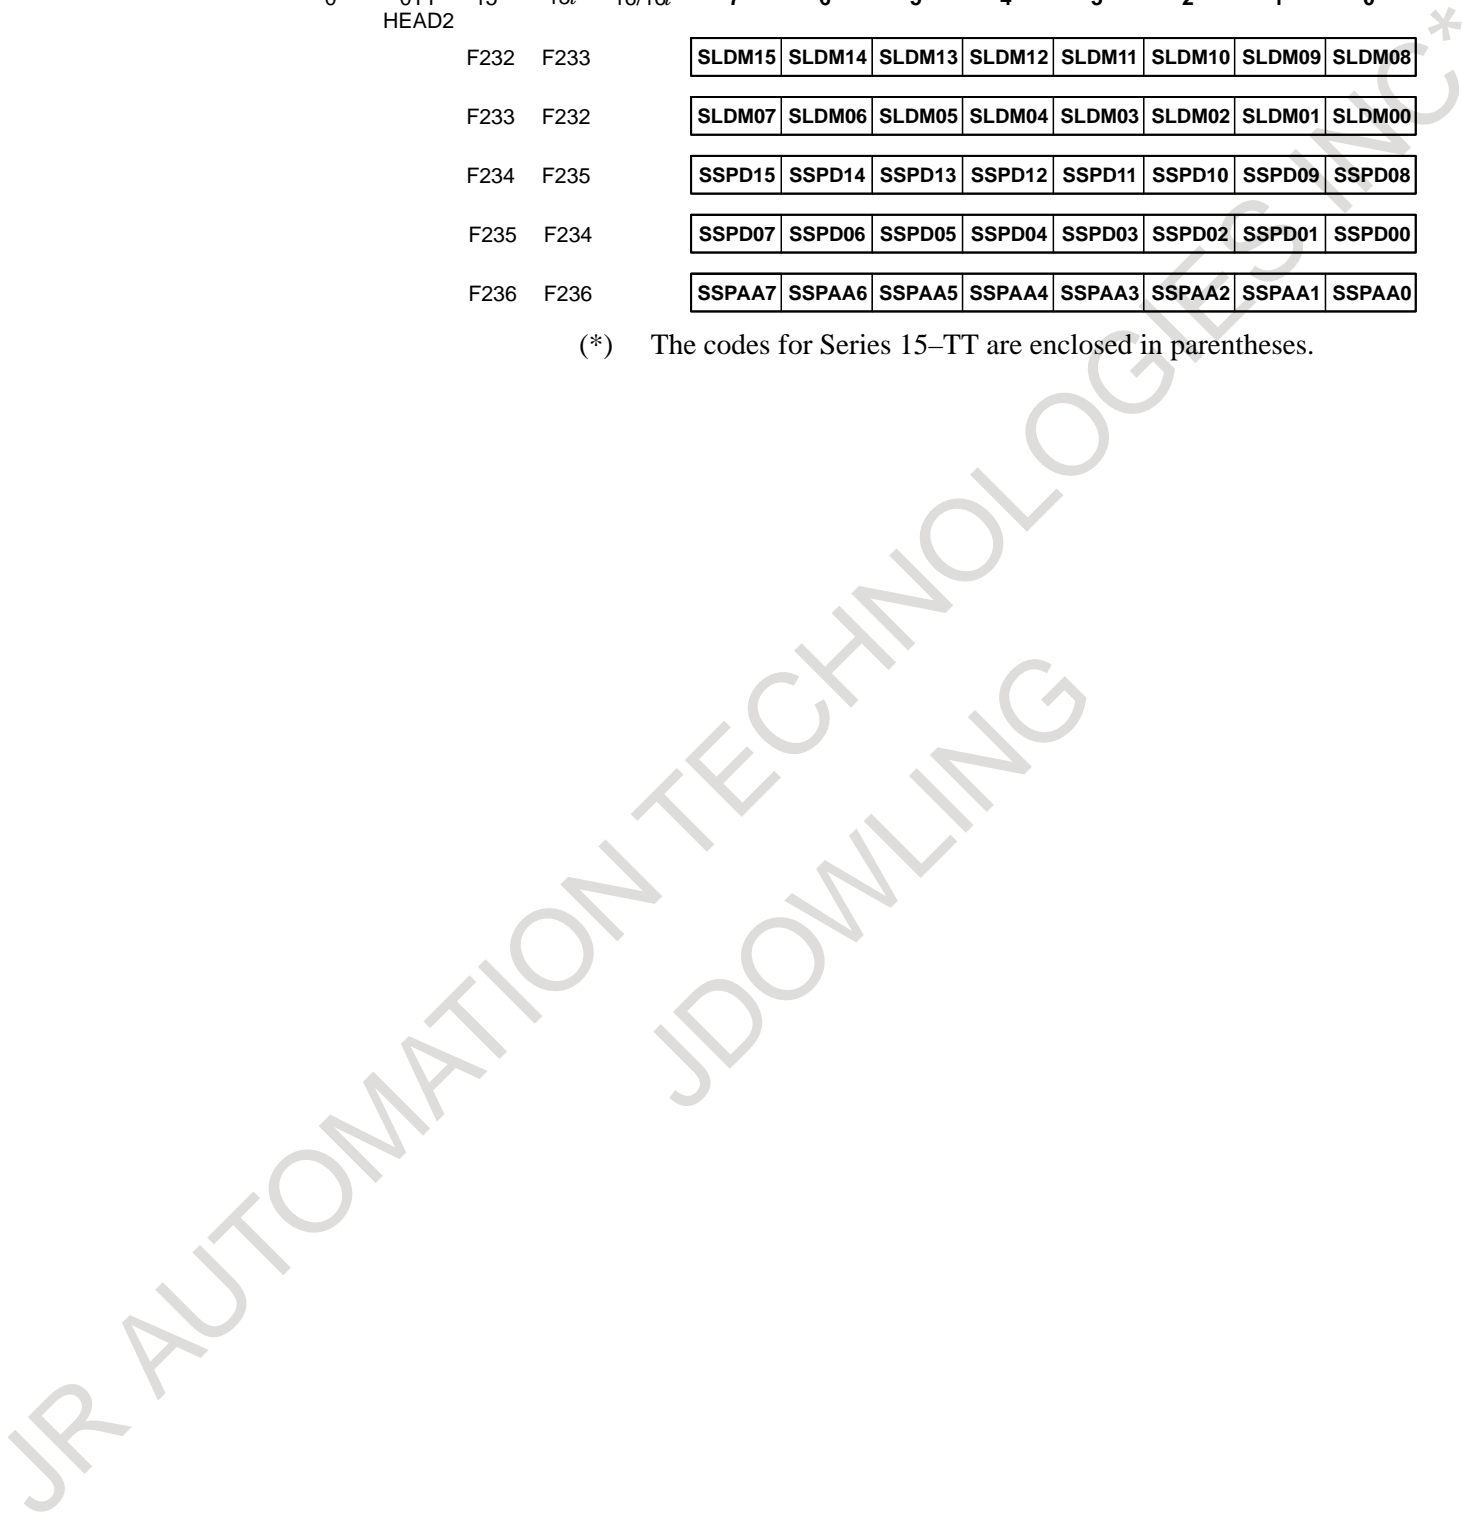 HEAD2
F232 F233 SLDM15 SLDM14 SLDM13 SLDM12 SLDM11 SLDM10 SLDM09 SLDM08
F233 F232 SLDM07 SLDM06 SLDM05 SLDM04 SLDM03 SLDM02 SLDM01 SLDM00
F234 F235 SSPD15 SSPD14 SSPD13 SSPD12 SSPD11 SSPD10 SSPD09 SSPD08
F235 F234 SSPD07 SSPD06 SSPD05 SSPD04 SSPD03 SSPD02 SSPD01 SSPD00
F236 F236 SSPAA7 SSPAA6 SSPAA5 SSPAA4 SSPAA3 SSPAA2 SSPAA1 SSPAA0
(*) The codes for Series 15–TT are enclosed in parentheses.
JR AUTOMATION TECHNOLOGIES INC*
JDOWLING